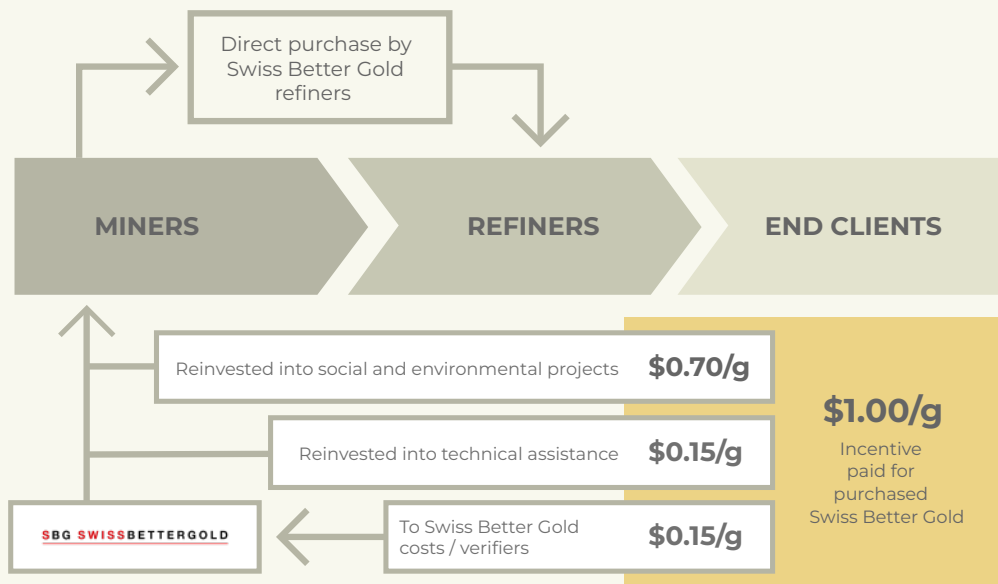 Direct purchase by
Swiss Better Gold
refiners
MINERS
REFINERS
END CLIENTS
Reinvested into social and environmental projects $0.70/g
Reinvested into technical assistance $0.15/g
SBG SWISSBETTERGOLD
To Swiss Better Gold
costs / verifiers
$0.15/g
$1.00/g
Incentive
paid for
purchased
Swiss Better Gold